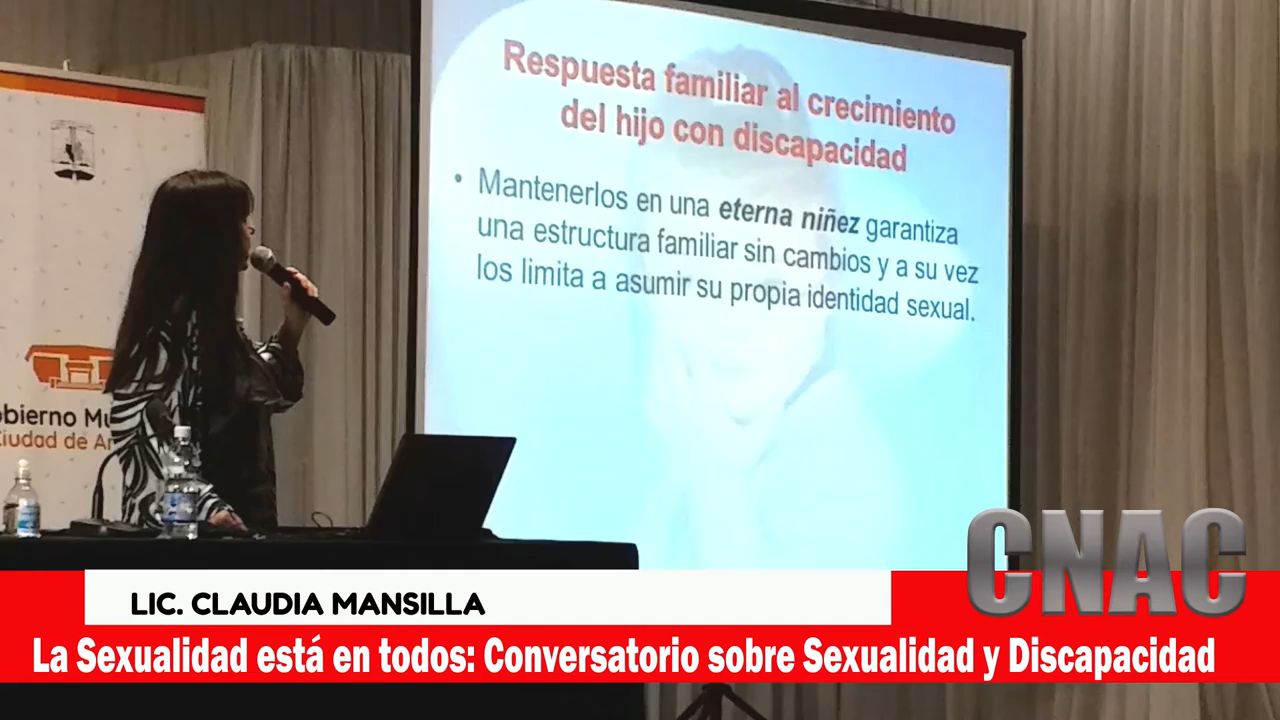 Respuesta familiar al crecimiento
del hijo con discapacidad
• Mantenerlos en una eterna niñez garantiza
una estructura familiar sin cambios y a su vez
los limita a asumir su propia identidad sexual.
Ciudad de
CNAC
LIC. CLAUDIA MANSILLA
La Sexualidad está en todos: Conversatorio sobre Sexualidad y Discapacidad